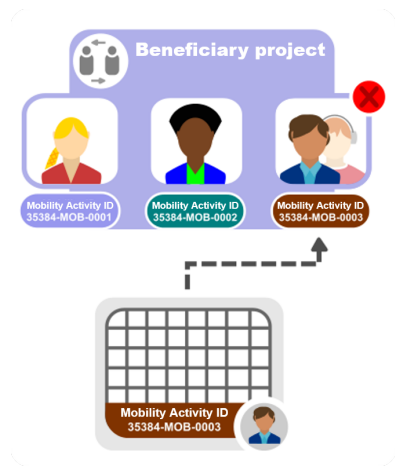 Beneficiary project
Mobility Activity ID
35384-MOB-0001
Mobility Activity ID
35384-MOB-0002
Mobility Activity ID
35384-MOB-0003
Mobility Activity ID
35384-MOB-0003